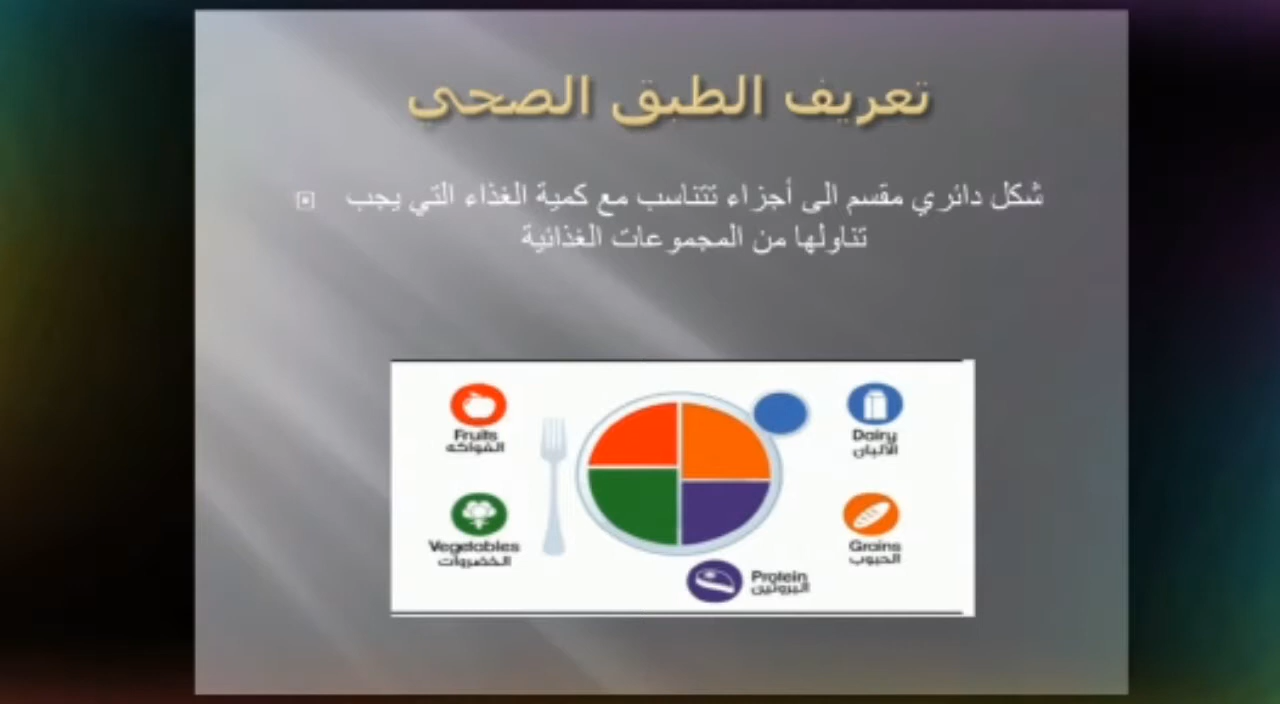 تعريف الطبق الصحي
شكل دائري مقسم الى أجزاء تتناسب مع كمية الغذاء التي يجب
تناولها من المجموعات الغذائية
Fruits
الفواكه
Dairy
الألبان
Vegetables
الخضروات
Grains
الحبوب
Protein
البروتين